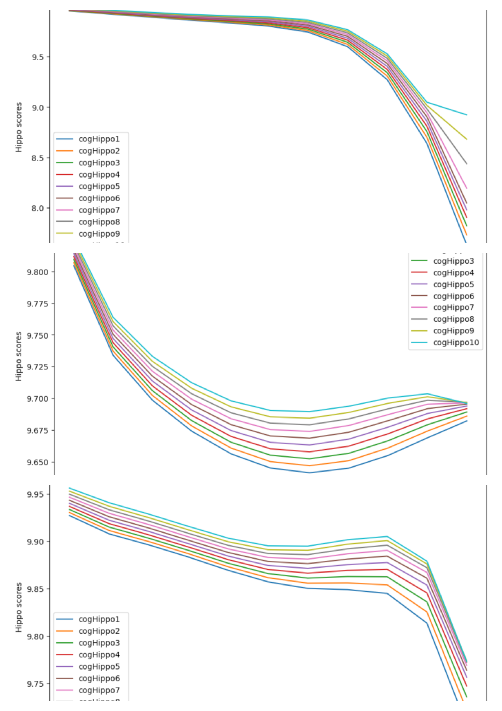 Hippo scores
9.5
9.0
8.5
8.0
cogHippo1
cogHippo2
cogHippo3
cogHippo4
cogHippo5
cogHippo6
cogHippo7
cogHippo8
cogHippo9
Hippo scores
9.800
9.775
9.750
9.725
9.700
9.675
9.650
cogHippo3
cogHippo4
cogHippo5
cogHippo6
cogHippo7
cogHippo8
cogHippo9
cogHippo10
Hippo scores
9.95
9.90
9.85
9.80
9.75
cogHippo1
cogHippo2
cogHippo3
cogHippo4
cogHippo5
cogHippo6
cogHippo7